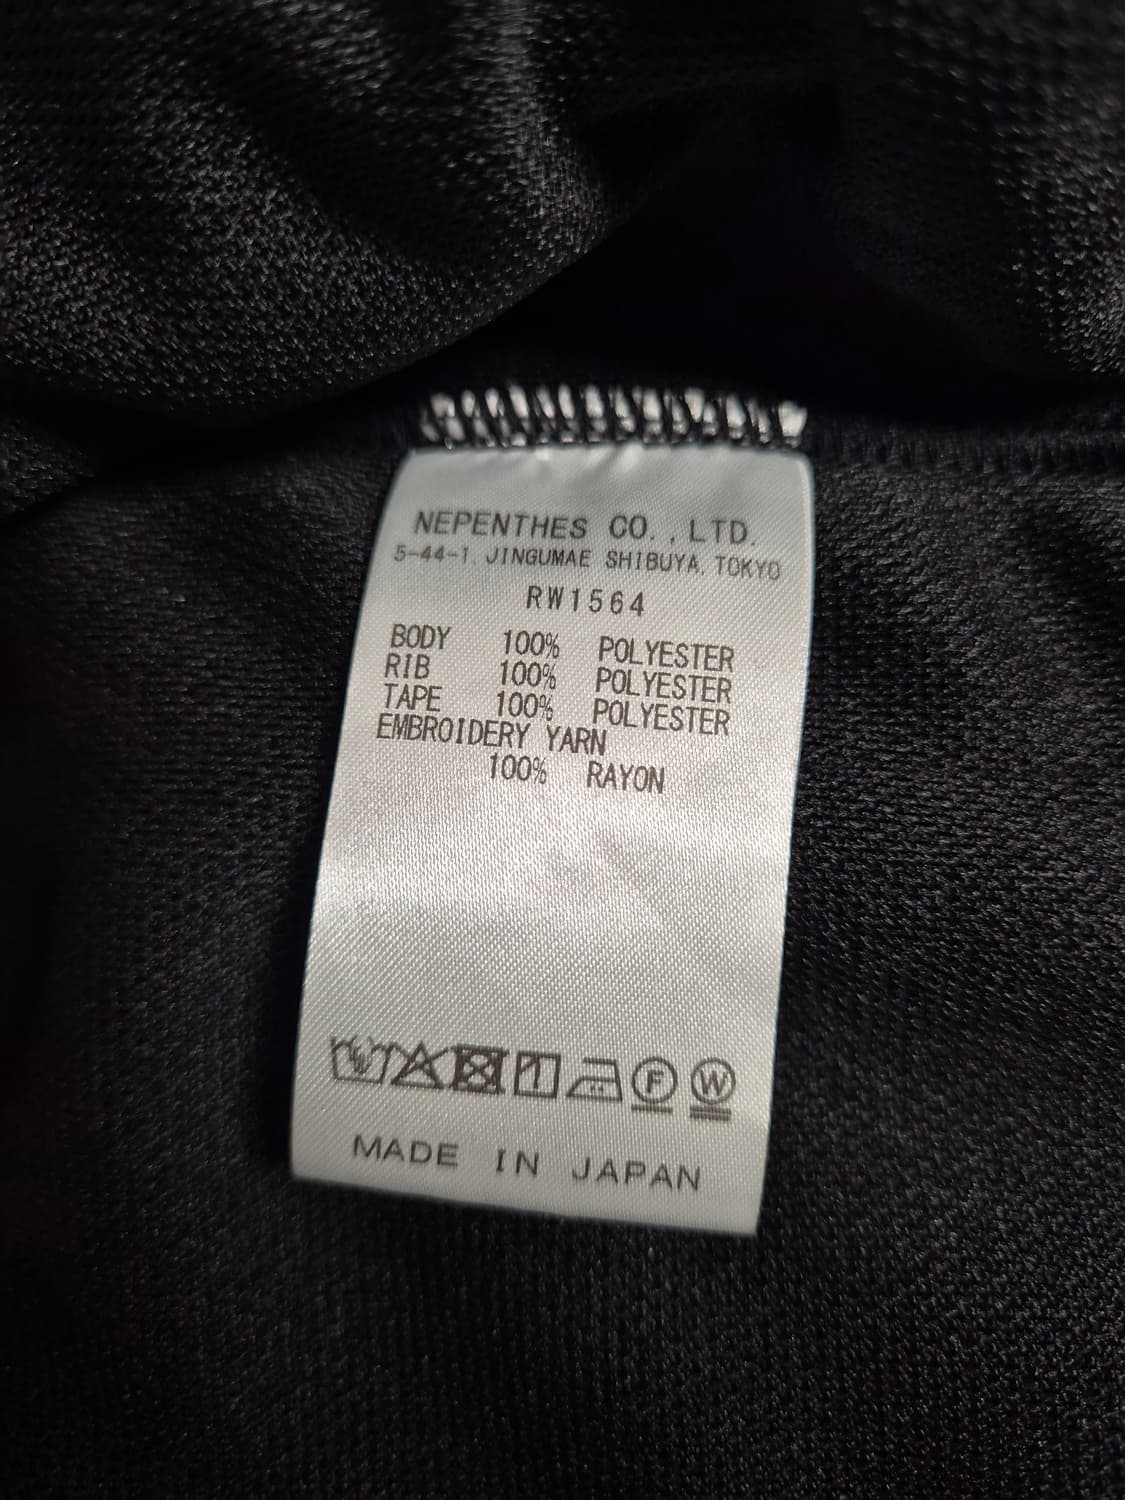 NEPENTHES CO.,LTD.
5-44-1, JINGUMAE SHIBUYA, TOKYO
RW1564
BODY 100% POLYESTER
RIB 100% POLYESTER
TAPE 100% POLYESTER
EMBROIDERY YARN
100% RAYON
F W
MADE IN JAPAN